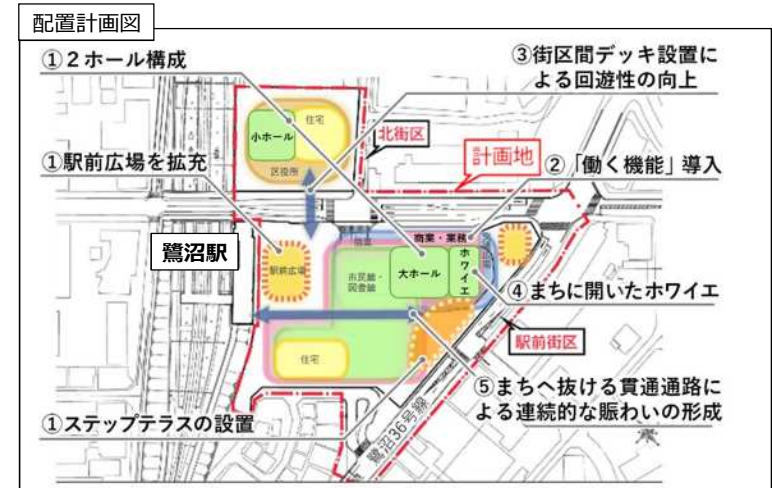 配置計画図
①２ホール構成
③街区間デッキ設置に
よる回遊性の向上
住宅
小ホール
北街区
区役所
計画地
①駅前広場を拡充
②「働く機能」導入
商業・業務
鷺沼駅
駅前広場
市民館・
図書館
大ホール
ホワイエ
④まちに開いたホワイエ
駅前街区
住宅
⑤まちへ抜ける貫通通路に
よる連続的な賑わいの形成
①ステップテラスの設置
鷺沼36号線